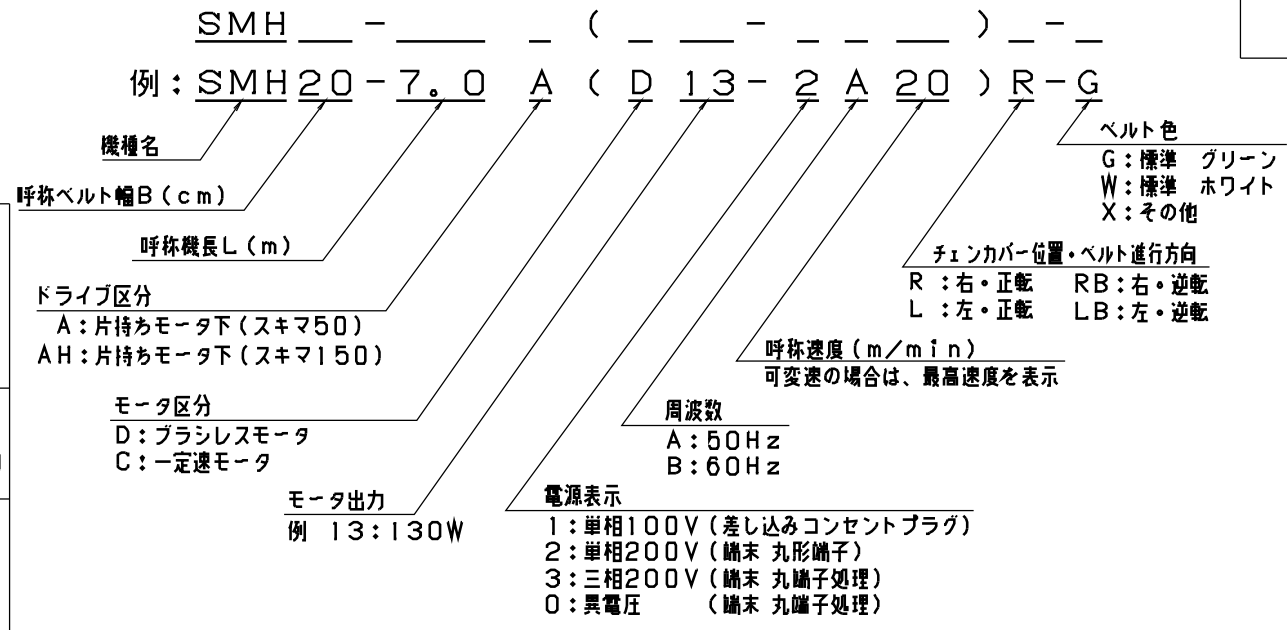 SMH - ( - ) -
例：SMH20-7.0 A (D 13-2A20)R-G
機種名
呼称ベルト幅B(cm)
呼称機長L(m)
ドライブ区分
A：片持ちモータ下(スキマ50)
AH：片持ちモータ下(スキマ150)
モータ区分
D：ブラシレスモータ
C：一定速モータ
モータ出力
例 13：130W
電源表示
1：単相100V(差し込みコンセントプラグ)
2：単相200V(端末 丸形端子)
3：三相200V(端末 丸端子処理)
0：異電圧 (端末 丸端子処理)
周波数
A：50Hz
B：60Hz
呼称速度(m/min)
可変速の場合は、最高速度を表示
チェンカバー位置・ベルト進行方向
R ：右・正転 RB：右・逆転
L ：左・正転 LB：左・逆転
ベルト色
G：標準 グリーン
W：標準 ホワイト
X：その他